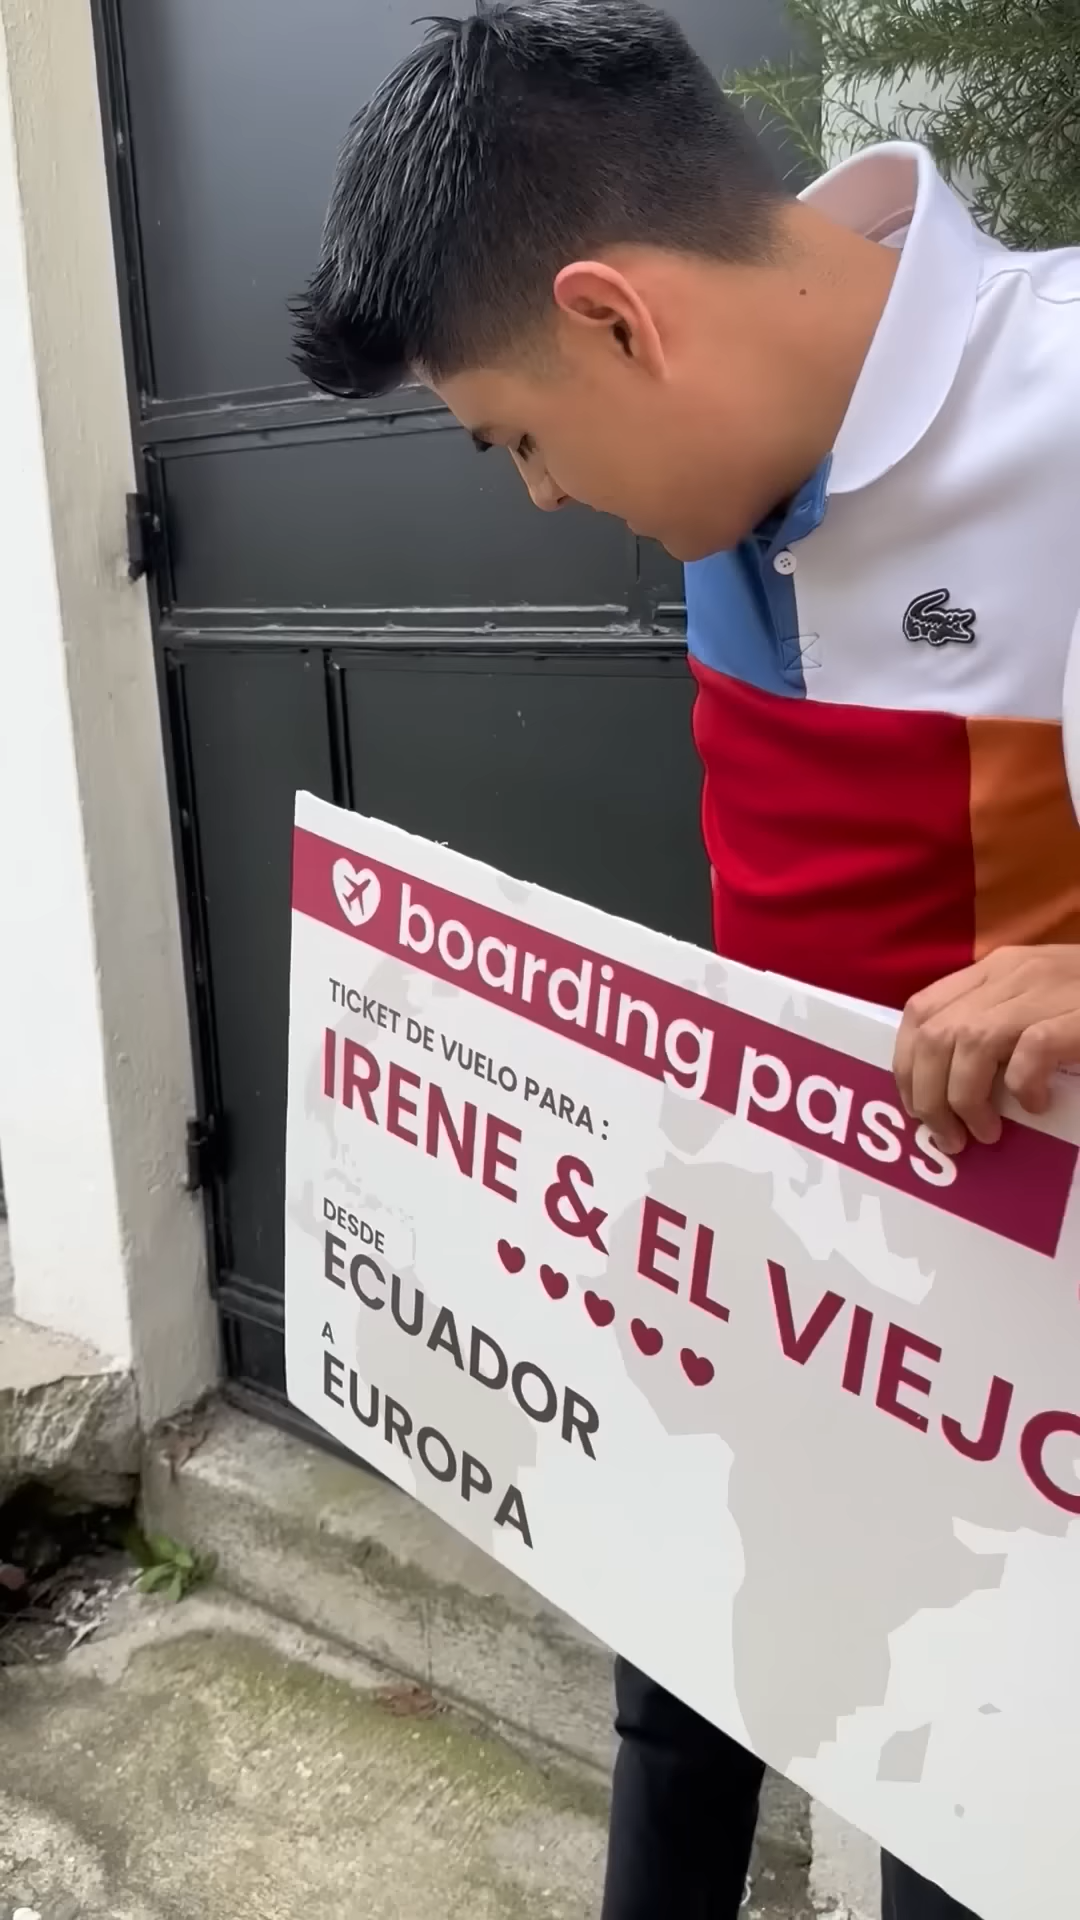 boarding pass
TICKET DE VUELO PARA :
IRENE & EL VIEJO
DESDE
ECUADOR
A
EUROPA